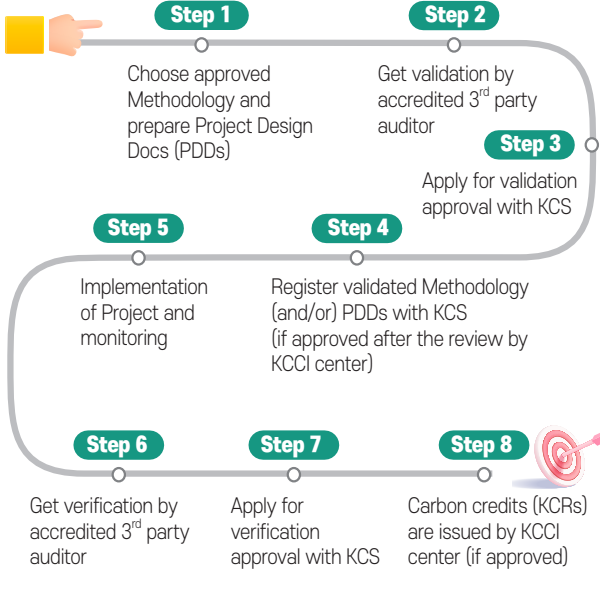 Step 1
Choose approved
Methodology and
prepare Project Design
Docs (PDDs)
Step 2
Get validation by
accredited 3rd party
auditor
Step 3
Apply for validation
approval with KCS
Step 4
Register validated Methodology
(and/or) PDDs with KCS
(if approved after the review by
KCCI center)
Step 5
Implementation
of Project and
monitoring
Step 6
Get verification by
accredited 3rd party
auditor
Step 7
Apply for
verification
approval with KCS
Step 8
Carbon credits (KCRs)
are issued by KCCI
center (if approved)